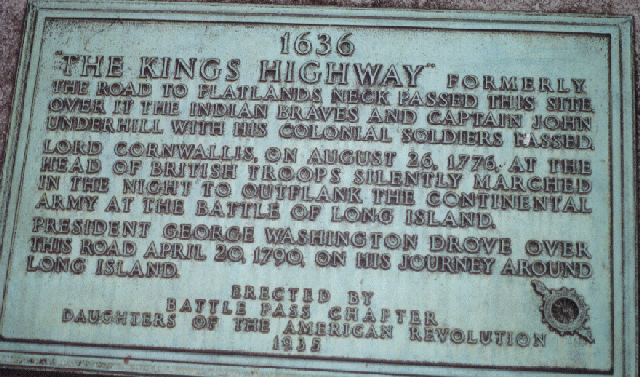 1636
"THE KINGS HIGHWAY" FORMERLY
THE ROAD TO FLATLANDS NECK PASSED THIS SITE.
OVER IT THE INDIAN BRAVES AND CAPTAIN JOHN
UNDERHILL WITH HIS COLONIAL SOLDIERS PASSED.
LORD CORNWALLIS, ON AUGUST 26, 1776, AT THE
HEAD OF BRITISH TROOPS SILENTLY MARCHED
IN THE NIGHT TO OUTFLANK THE CONTINENTAL
ARMY AT THE BATTLE OF LONG ISLAND.
PRESIDENT GEORGE WASHINGTON DROVE OVER
THIS ROAD APRIL 20, 1790, ON HIS JOURNEY AROUND
LONG ISLAND.
ERECTED BY
BATTLE PASS CHAPTER
DAUGHTERS OF THE AMERICAN REVOLUTION
1935